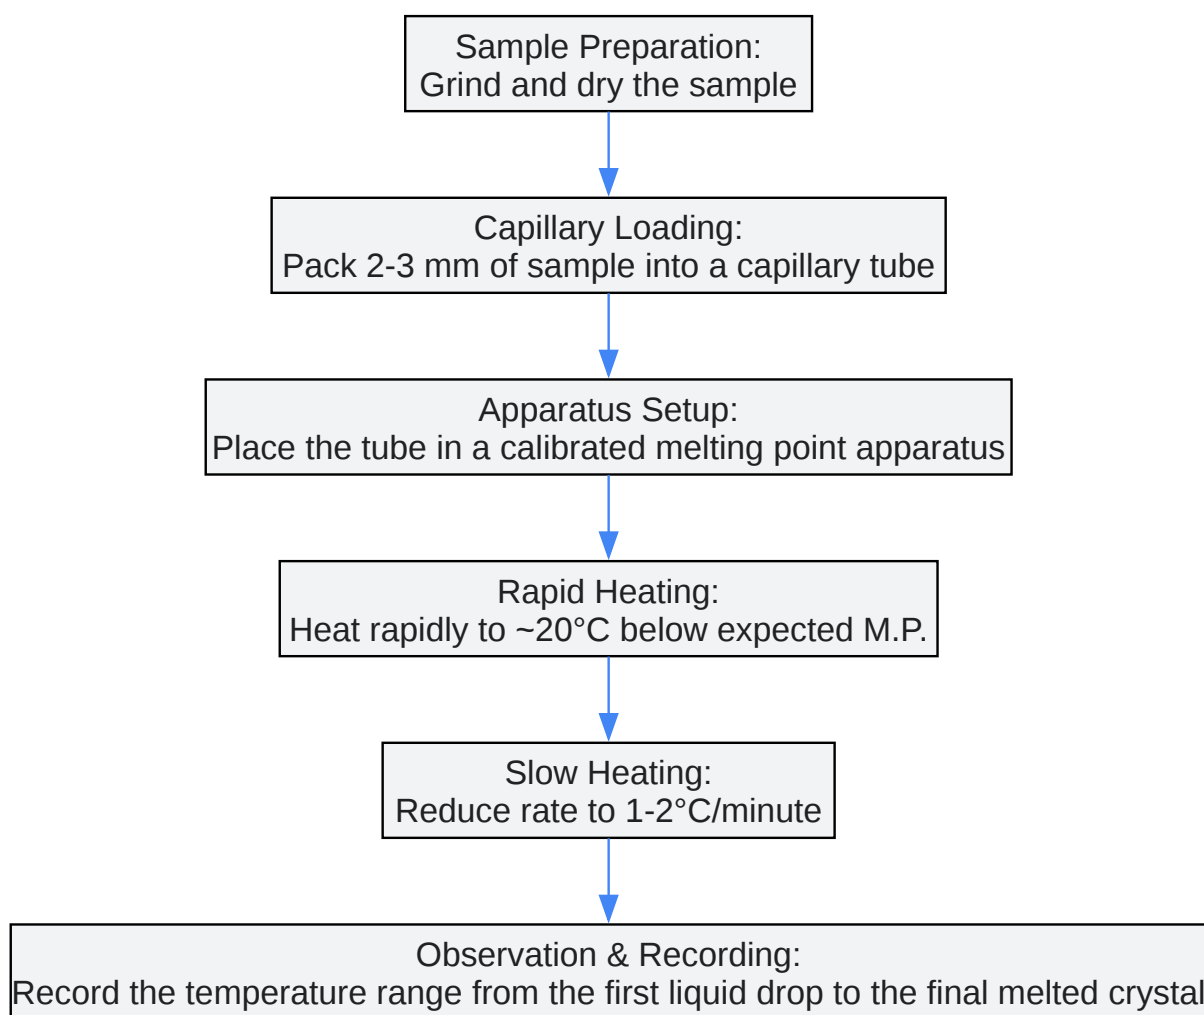 Sample Preparation:
Grind and dry the sample
Capillary Loading:
Pack 2-3 mm of sample into a capillary tube
Apparatus Setup:
Place the tube in a calibrated melting point apparatus
Rapid Heating:
Heat rapidly to ~20°C below expected M.P.
Slow Heating:
Reduce rate to 1-2°C/minute
Observation & Recording:
Record the temperature range from the first liquid drop to the final melted crystal